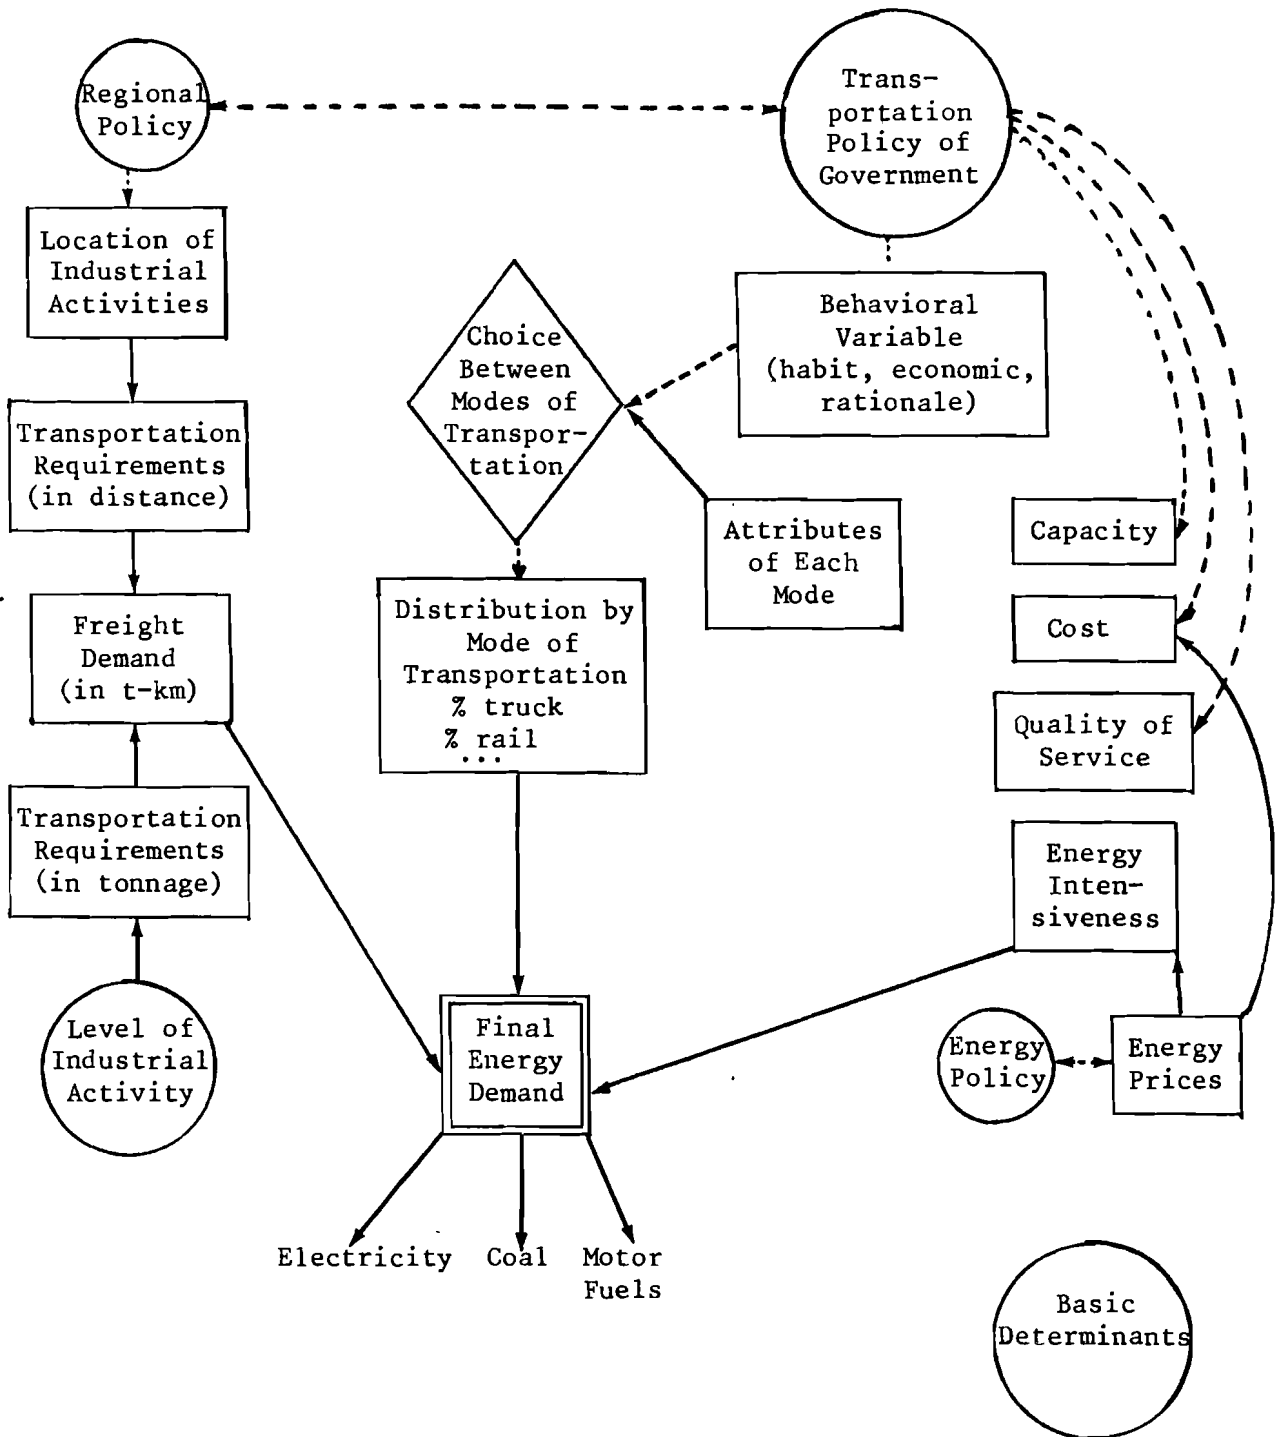 Regional
Policy
Trans-
portation
Policy of
Government
Location of
Industrial
Activities
Choice
Between
Modes of
Transpor-
tation
Behavioral
Variable
(habit, economic,
rationale)
Transportation
Requirements
(in distance)
Attributes
of Each
Mode
Capacity
Freight
Demand
(in t-km)
Distribution by
Mode of
Transportation
% truck
% rail
...
Cost
Quality of
Service
Transportation
Requirements
(in tonnage)
Energy
Inten-
siveness
Level of
Industrial
Activity
Final
Energy
Demand
Energy
Policy
Energy
Prices
Electricity
Coal
Motor
Fuels
Basic
Determinants